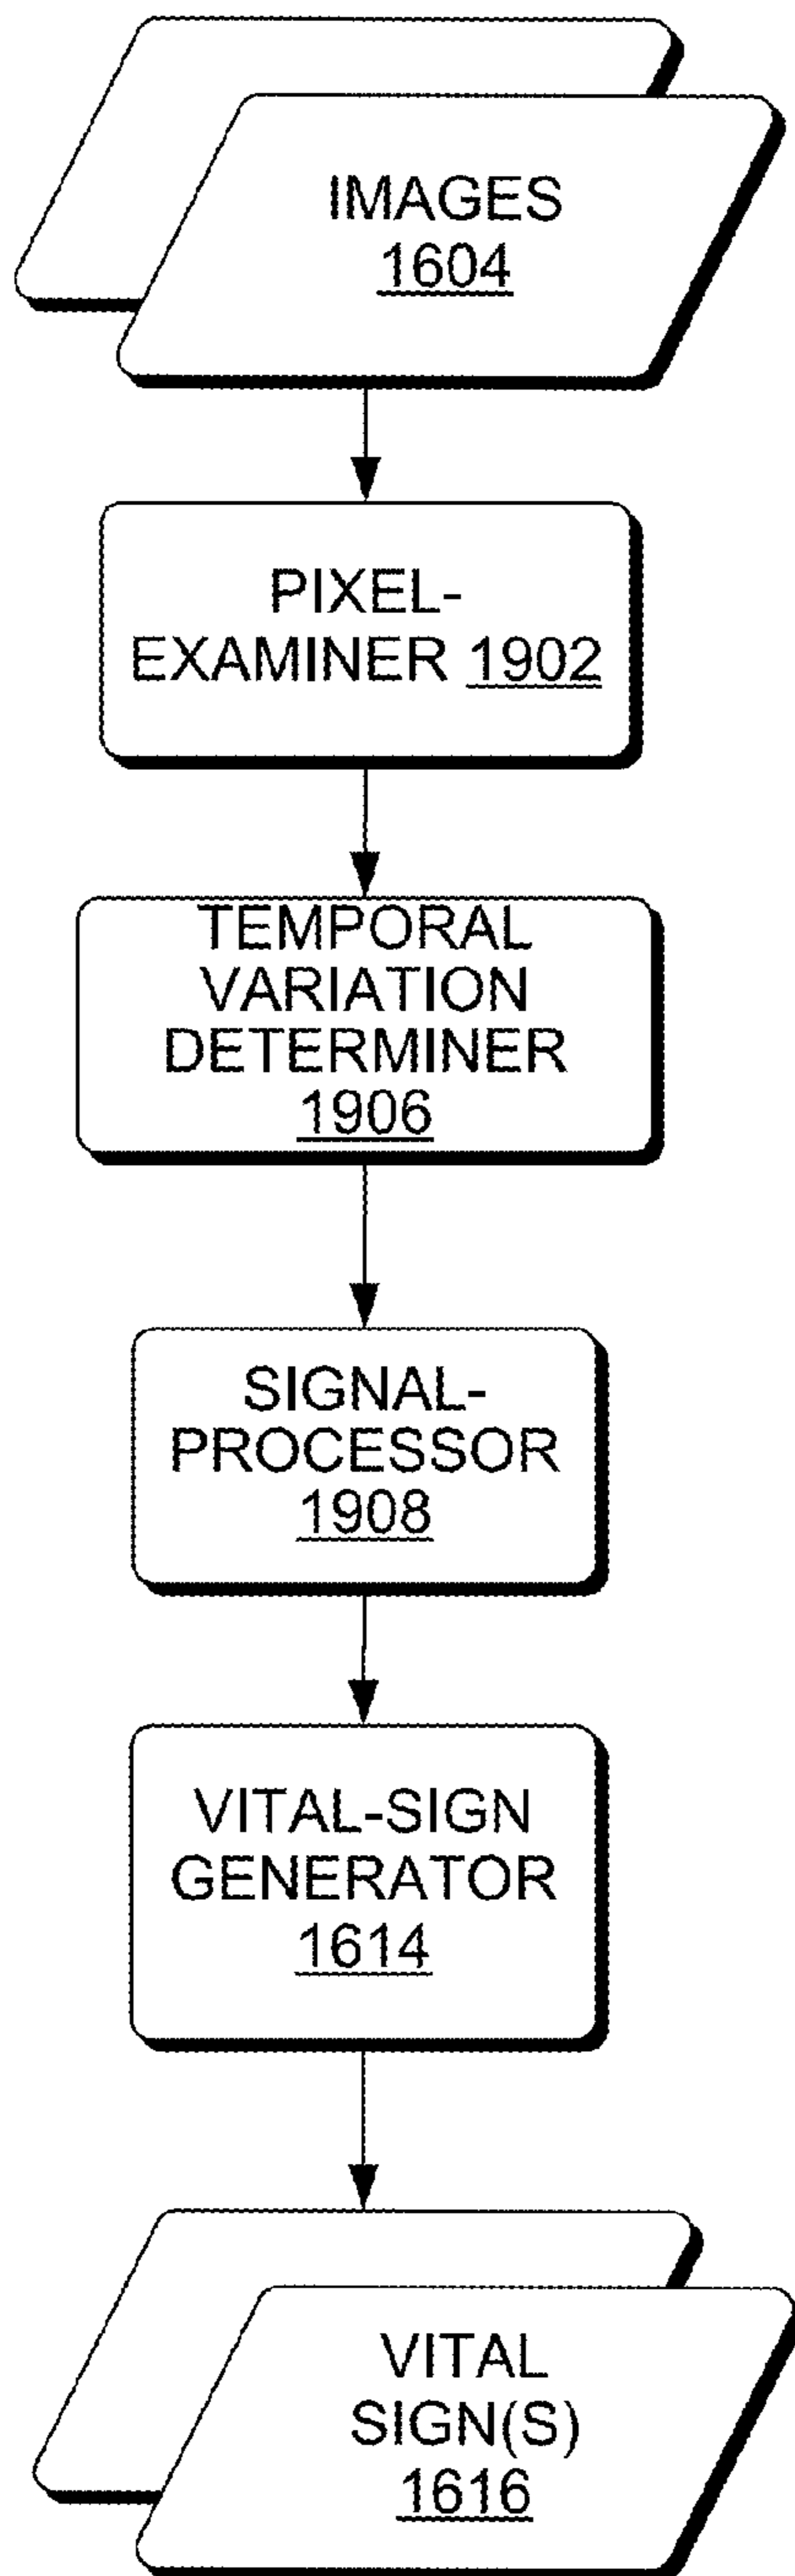 IMAGES
1604
PIXEL-
EXAMINER 1902
TEMPORAL
VARIATION
DETERMINER
1906
SIGNAL-
PROCESSOR
1908
VITAL-SIGN
GENERATOR
1614
VITAL
SIGN(S)
1616